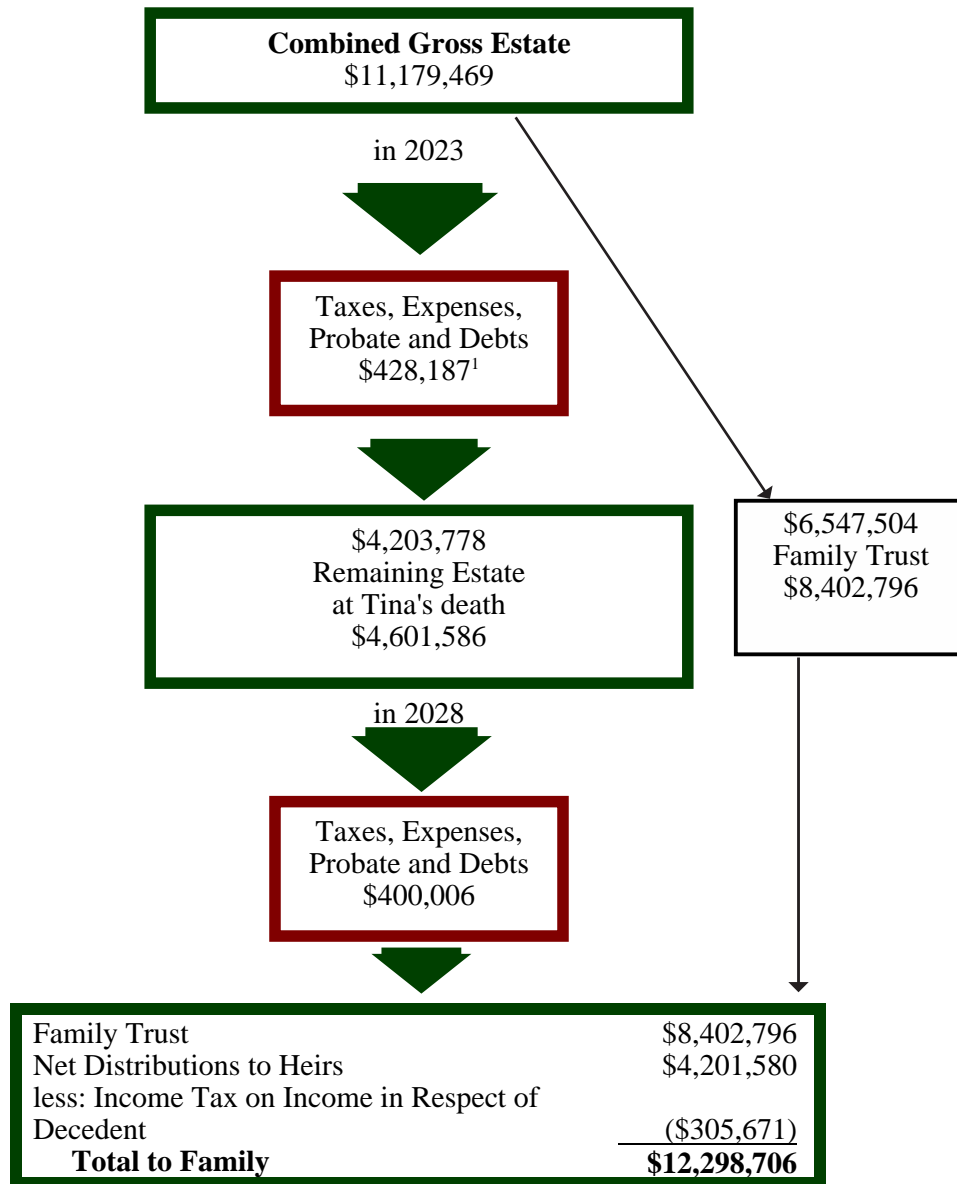 Combined Gross Estate
$11,179,469
in 2023
Taxes, Expenses,
Probate and Debts
$428,187¹
$4,203,778
Remaining Estate
at Tina's death
$4,601,586
$6,547,504
Family Trust
$8,402,796
in 2028
Taxes, Expenses,
Probate and Debts
$400,006
Family Trust $8,402,796
Net Distributions to Heirs $4,201,580
less: Income Tax on Income in Respect of
Decedent ($305,671)
Total to Family $12,298,706